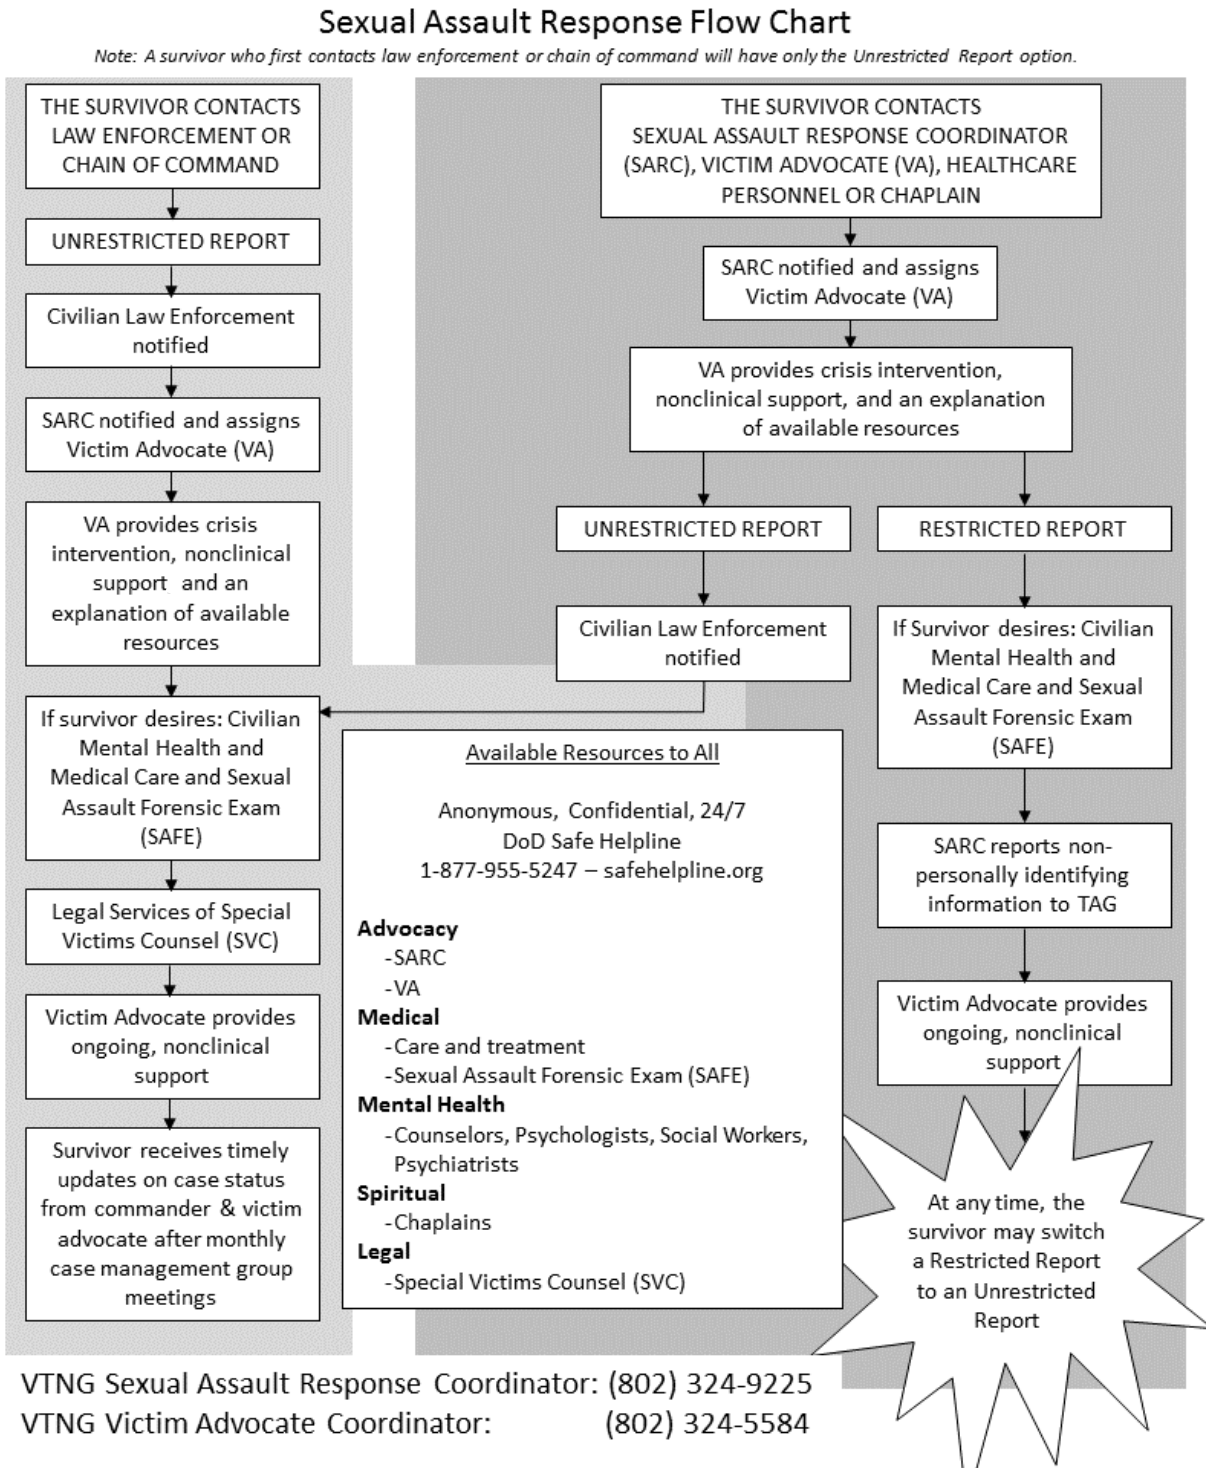 Sexual Assault Response Flow Chart
Note: A survivor who first contacts law enforcement or chain of command will have only the Unrestricted Report option.
THE SURVIVOR CONTACTS
LAW ENFORCEMENT OR
CHAIN OF COMMAND
UNRESTRICTED REPORT
Civilian Law Enforcement
notified
SARC notified and assigns
Victim Advocate (VA)
VA provides crisis
intervention, nonclinical
support and an
explanation of available
resources
If survivor desires: Civilian
Mental Health and
Medical Care and Sexual
Assault Forensic Exam
(SAFE)
Legal Services of Special
Victims Counsel (SVC)
Victim Advocate provides
ongoing, nonclinical
support
Survivor receives timely
updates on case status
from commander & victim
advocate after monthly
case management group
meetings
THE SURVIVOR CONTACTS
SEXUAL ASSAULT RESPONSE COORDINATOR
(SARC), VICTIM ADVOCATE (VA), HEALTHCARE
PERSONNEL OR CHAPLAIN
SARC notified and assigns
Victim Advocate (VA)
VA provides crisis intervention,
nonclinical support, and an explanation
of available resources
UNRESTRICTED REPORT
Civilian Law Enforcement
notified
RESTRICTED REPORT
If Survivor desires: Civilian
Mental Health and
Medical Care and Sexual
Assault Forensic Exam
(SAFE)
SARC reports non-
personally identifying
information to TAG
Victim Advocate provides
ongoing, nonclinical
support
At any time, the
survivor may switch
a Restricted Report
to an Unrestricted
Report
Available Resources to All
Anonymous, Confidential, 24/7
DoD Safe Helpline
1-877-955-5247 – safehelpline.org
Advocacy
-SARC
-VA
Medical
-Care and treatment
-Sexual Assault Forensic Exam (SAFE)
Mental Health
-Counselors, Psychologists, Social Workers,
Psychiatrists
Spiritual
-Chaplains
Legal
-Special Victims Counsel (SVC)
VTNG Sexual Assault Response Coordinator: (802) 324-9225
VTNG Victim Advocate Coordinator: (802) 324-5584